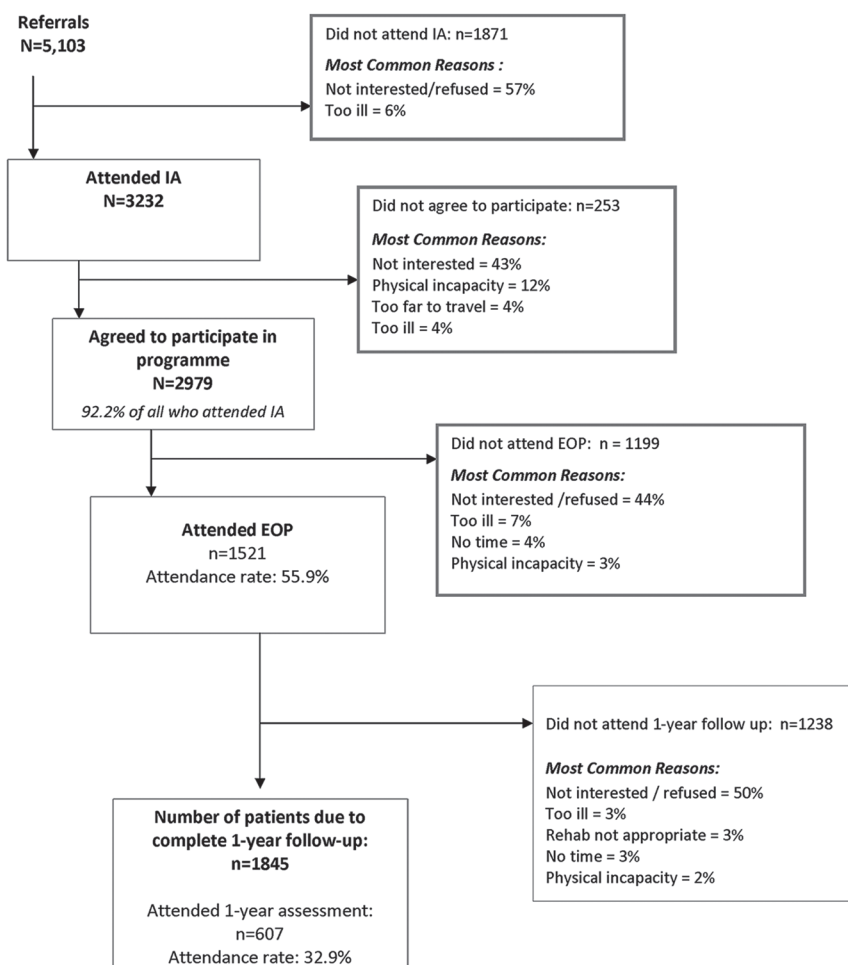 Referrals
N=5,103
Did not attend IA: n=1871
Most Common Reasons :
Not interested/refused = 57%
Too ill = 6%
Attended IA
N=3232
Did not agree to participate: n=253
Most Common Reasons:
Not interested = 43%
Physical incapacity = 12%
Too far to travel = 4%
Too ill = 4%
Agreed to participate in
programme
N=2979
92.2% of all who attended IA
Did not attend EOP:  n = 1199
Most Common Reasons:
Not interested /refused = 44%
Too ill = 7%
No time = 4%
Physical incapacity = 3%
Attended EOP
n=1521
Attendance rate: 55.9%
Did not attend 1-year follow up:  n=1238
Most Common Reasons:
Not interested / refused = 50%
Too ill = 3%
Rehab not appropriate = 3%
No time = 3%
Physical incapacity = 2%
Number of patients due to
complete 1-year follow-up:
n=1845
Attended 1-year assessment:
n=607
Attendance rate: 32.9%